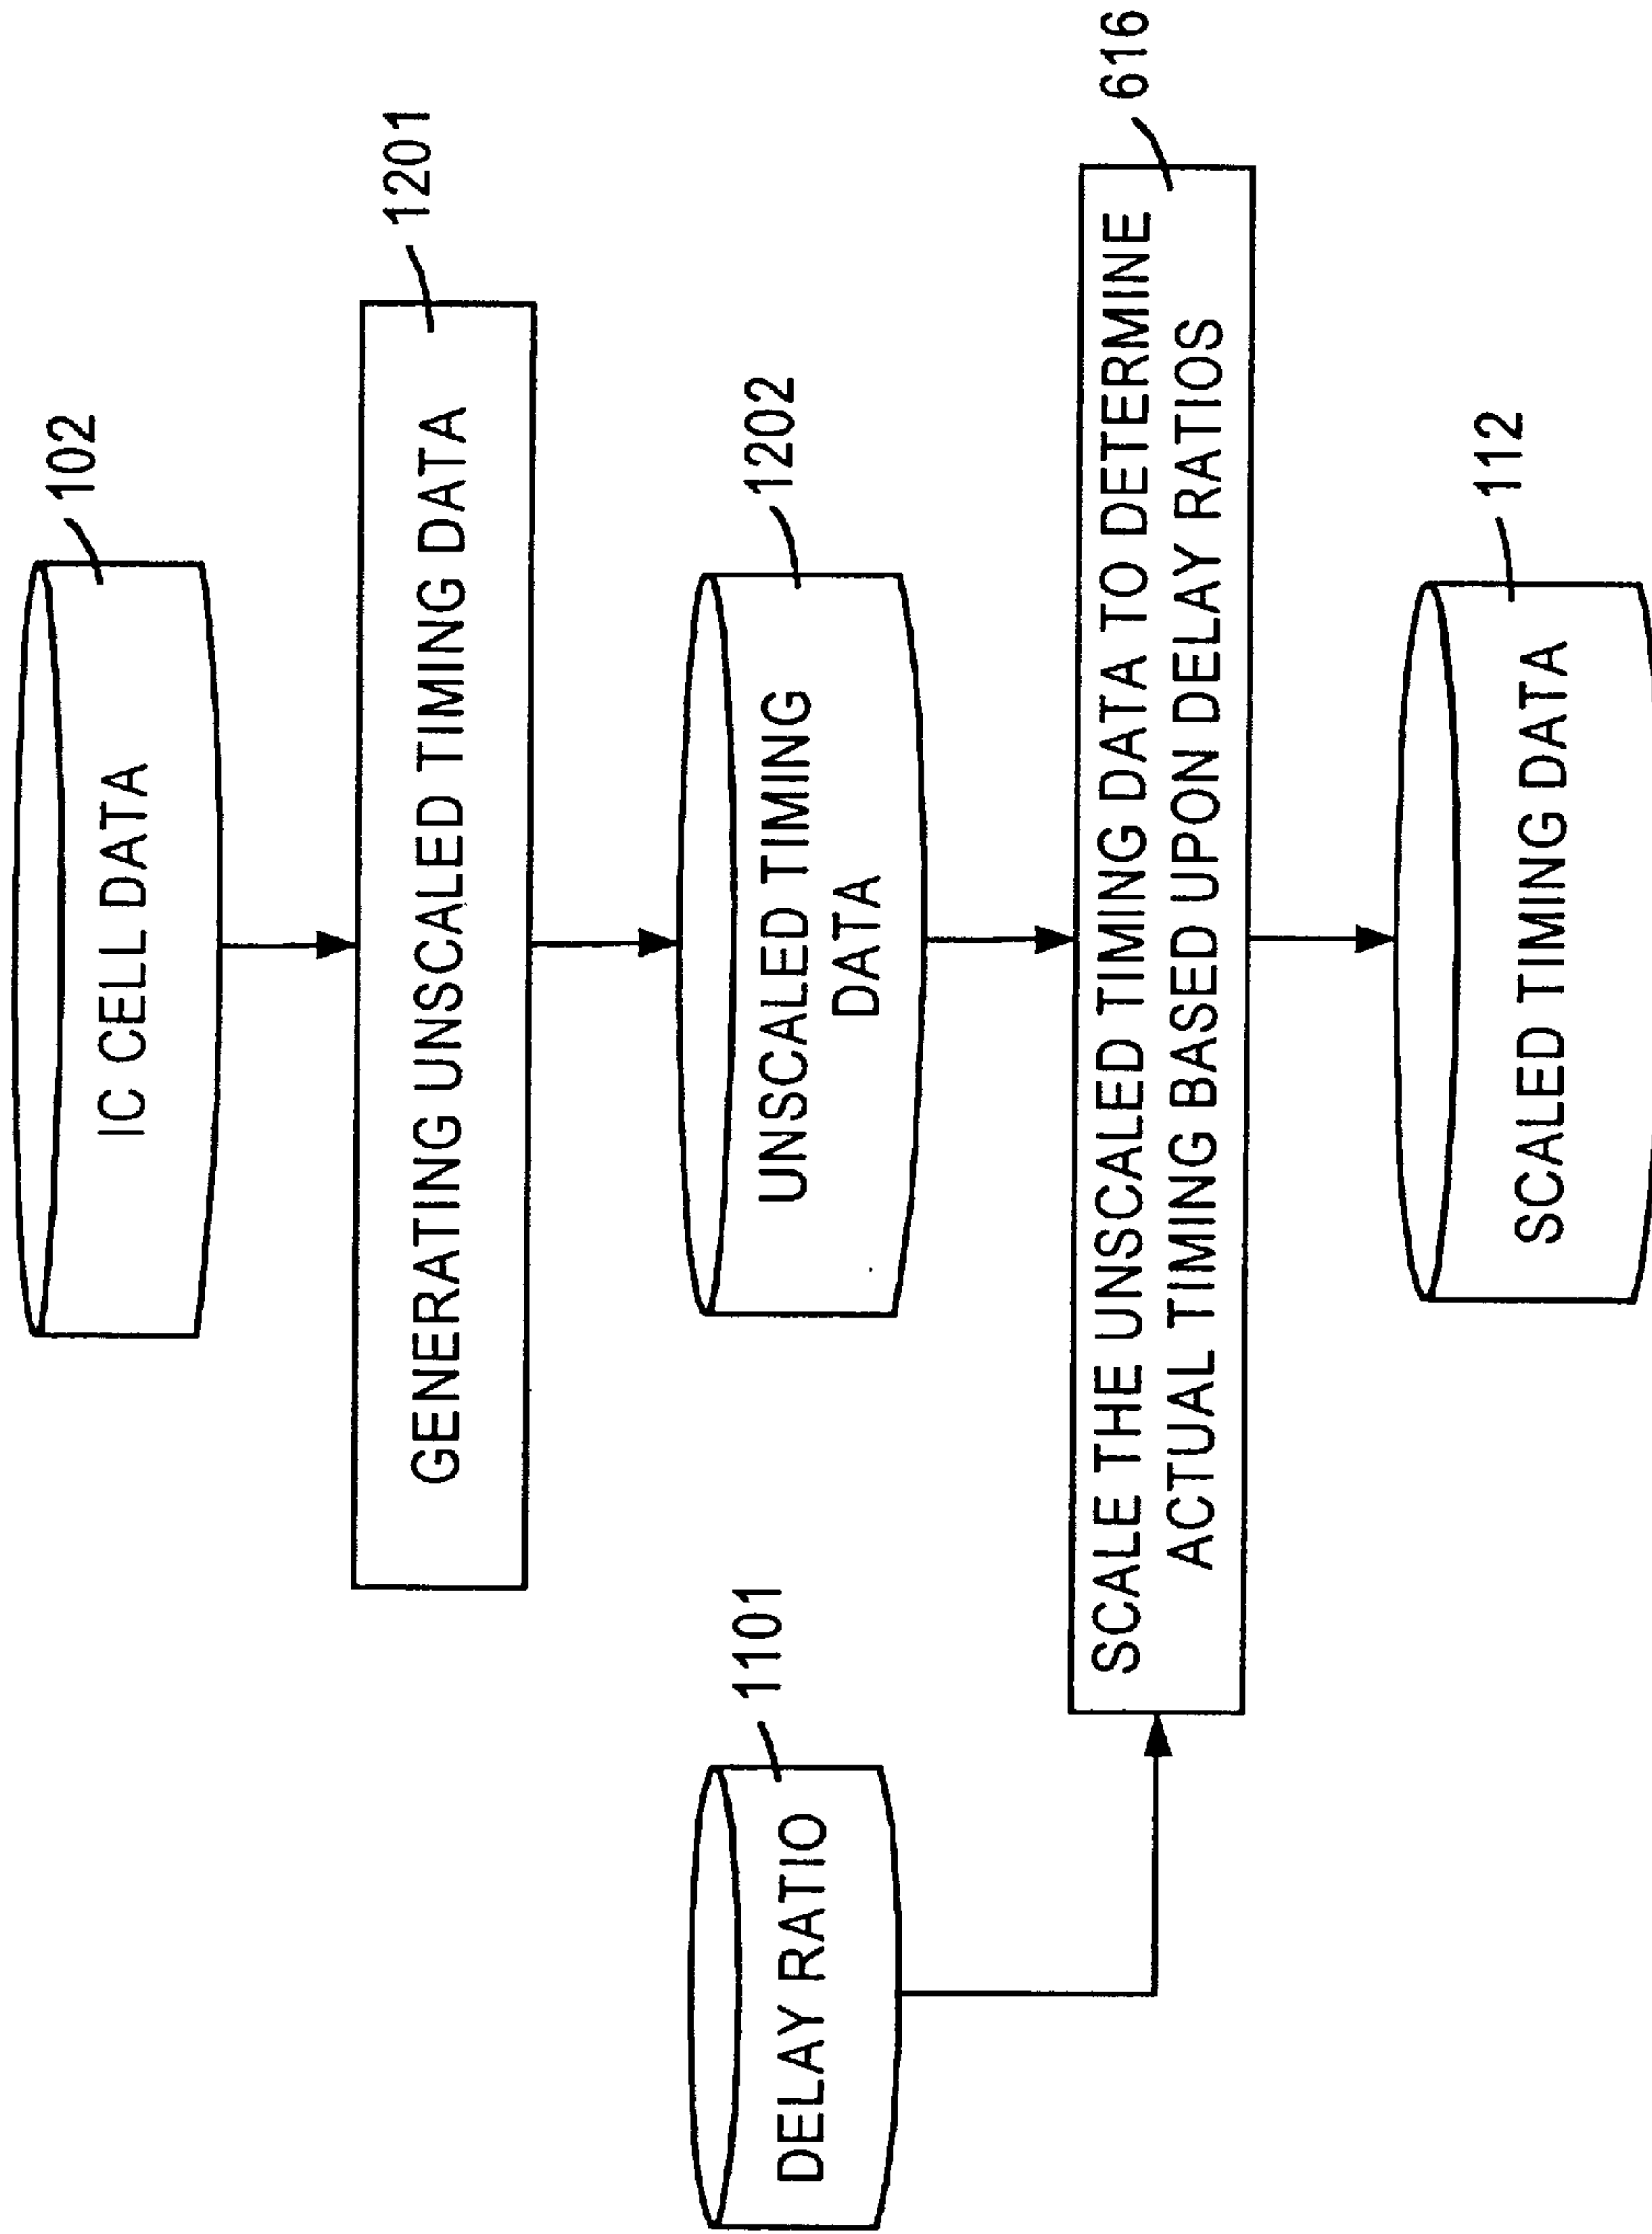 102
IC CELL DATA
1201
GENERATING UNSCALED TIMING DATA
1202
UNSCALED TIMING
DATA
1101
DELAY RATIO
616
SCALE THE UNSCALED TIMING DATA TO DETERMINE
ACTUAL TIMING BASED UPON DELAY RATIOS
112
SCALED TIMING DATA